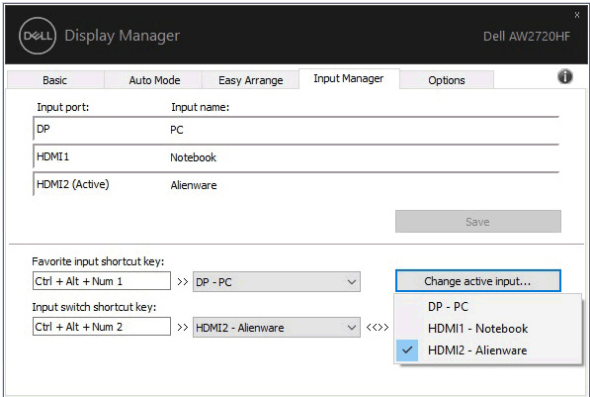 DELL Display Manager
Dell AW2720HF
x
Basic Auto Mode Easy Arrange Input Manager Options i
Input port: Input name:
DP PC
HDMI1 Notebook
HDMI2 (Active) Alienware
Save
Favorite input shortcut key:
Ctrl + Alt + Num 1 >> DP - PC Change active input...
Input switch shortcut key:
Ctrl + Alt + Num 2 >> HDMI2 - Alienware <<>>
DP - PC
HDMI1 - Notebook
HDMI2 - Alienware